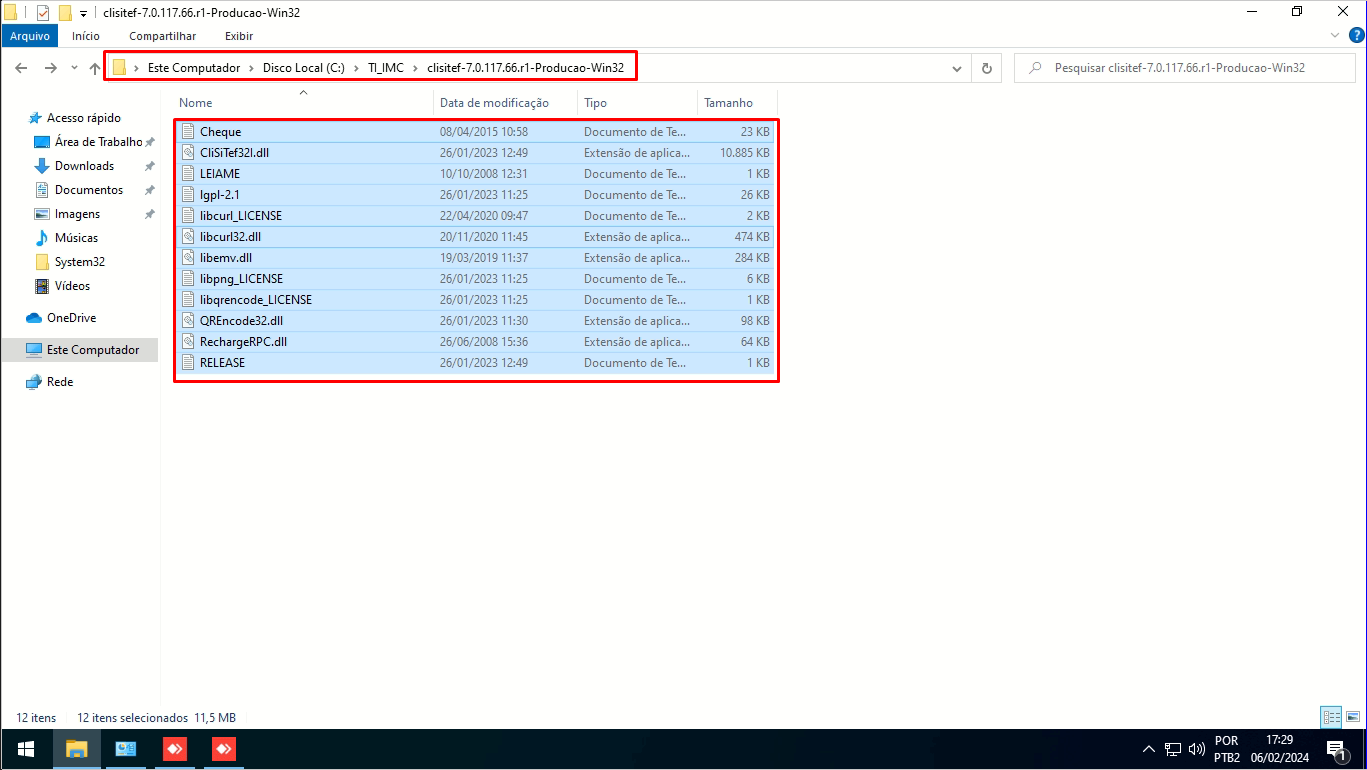 clisitef-7.0.117.66.r1-Producao-Win32
Arquivo Início Compartilhar Exibir
Este Computador > Disco Local (C:) > TI_IMC > clisitef-7.0.117.66.r1-Producao-Win32
Pesquisar clisitef-7.0.117.66.r1-Producao-Win32
Nome Data de modificação Tipo Tamanho
Acesso rápido
Área de Trabalho
Downloads
Documentos
Imagens
Músicas
System32
Vídeos
OneDrive
Este Computador
Rede
Cheque 08/04/2015 10:58 Documento de Te... 23 KB
CliSiTef32I.dll 26/01/2023 12:49 Extensão de aplica... 10.885 KB
LEIAME 10/10/2008 12:31 Documento de Te... 1 KB
lgpl-2.1 26/01/2023 11:25 Documento de Te... 26 KB
libcurl_LICENSE 22/04/2020 09:47 Documento de Te... 2 KB
libcurl32.dll 20/11/2020 11:45 Extensão de aplica... 474 KB
libemv.dll 19/03/2019 11:37 Extensão de aplica... 284 KB
libpng_LICENSE 26/01/2023 11:25 Documento de Te... 6 KB
libqrencode_LICENSE 26/01/2023 11:25 Documento de Te... 1 KB
QREncode32.dll 26/01/2023 11:30 Extensão de aplica... 98 KB
RechargeRPC.dll 26/06/2008 15:36 Extensão de aplica... 64 KB
RELEASE 26/01/2023 12:49 Documento de Te... 1 KB
12 itens 12 itens selecionados 11,5 MB
POR 17:29
PTB2 06/02/2024
1